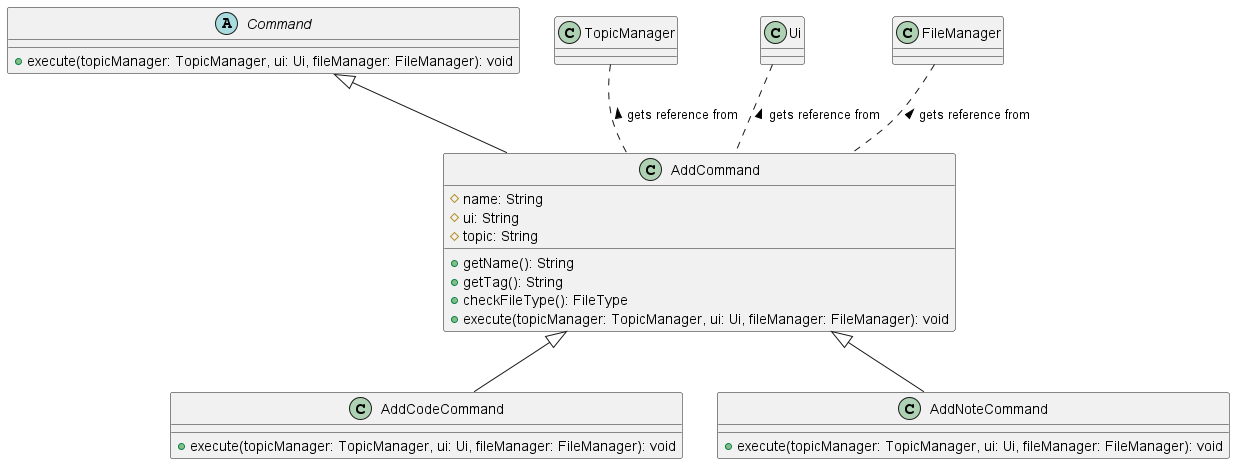 A Command
execute(topicManager: TopicManager, ui: Ui, fileManager: FileManager): void
C TopicManager
C Ui
C FileManager
gets reference from
gets reference from
gets reference from
C AddCommand
name: String
ui: String
topic: String
getName(): String
getTag(): String
checkFileType(): FileType
execute(topicManager: TopicManager, ui: Ui, fileManager: FileManager): void
C AddCodeCommand
execute(topicManager: TopicManager, ui: Ui, fileManager: FileManager): void
C AddNoteCommand
execute(topicManager: TopicManager, ui: Ui, fileManager: FileManager): void